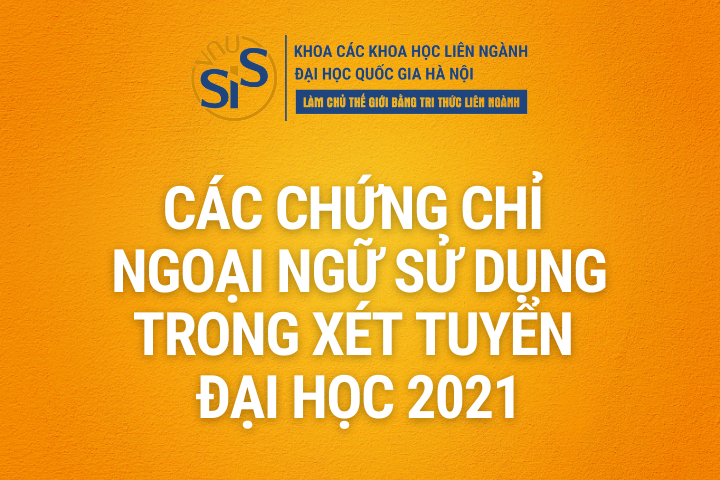 VNU
SIS
KHOA CÁC KHOA HỌC LIÊN NGÀNH
ĐẠI HỌC QUỐC GIA HÀ NỘI
LÀM CHỦ THẾ GIỚI BẰNG TRI THỨC LIÊN NGÀNH
CÁC CHỨNG CHỈ
NGOẠI NGỮ SỬ DỤNG
TRONG XÉT TUYỂN
ĐẠI HỌC 2021